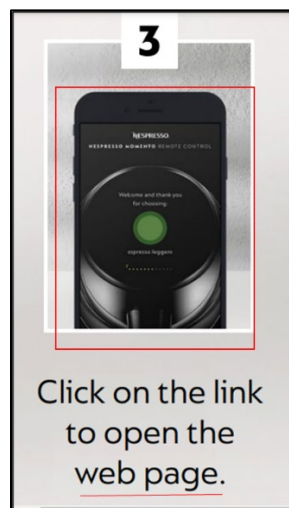 3
NESPRESSO
NESPRESSO MOMENTO REMOTE CONTROL
Welcome and thank you
for choosing:
espresso leggero
Click on the link
to open the
web page.